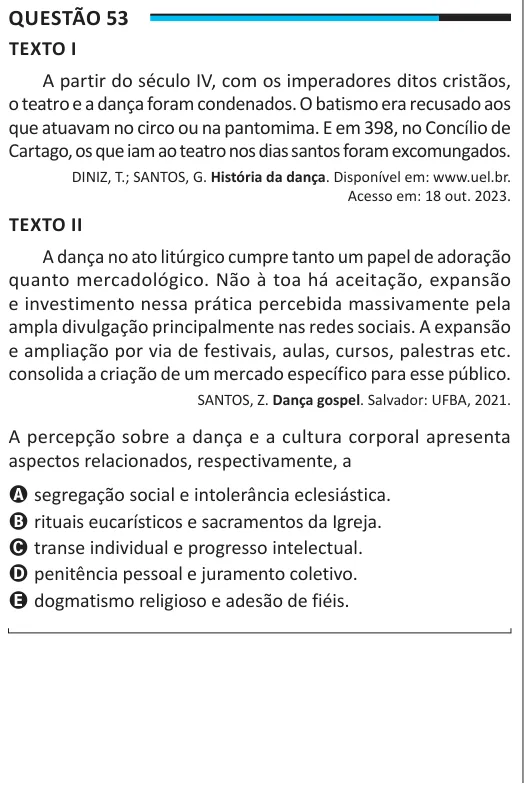 QUESTÃO 53
TEXTO I
A partir do século IV, com os imperadores ditos cristãos,
o teatro e a dança foram condenados. O batismo era recusado aos
que atuavam no circo ou na pantomima. E em 398, no Concílio de
Cartago, os que iam ao teatro nos dias santos foram excomungados.
DINIZ, T.; SANTOS, G. História da dança. Disponível em: www.uel.br.
Acesso em: 18 out. 2023.
TEXTO II
A dança no ato litúrgico cumpre tanto um papel de adoração
quanto mercadológico. Não à toa há aceitação, expansão
e investimento nessa prática percebida massivamente pela
ampla divulgação principalmente nas redes sociais. A expansão
e ampliação por via de festivais, aulas, cursos, palestras etc.
consolida a criação de um mercado específico para esse público.
SANTOS, Z. Dança gospel. Salvador: UFBA, 2021.
A percepção sobre a dança e a cultura corporal apresenta
aspectos relacionados, respectivamente, a
A segregação social e intolerância eclesiástica.
B rituais eucarísticos e sacramentos da Igreja.
C transe individual e progresso intelectual.
D penitência pessoal e juramento coletivo.
E dogmatismo religioso e adesão de fiéis.